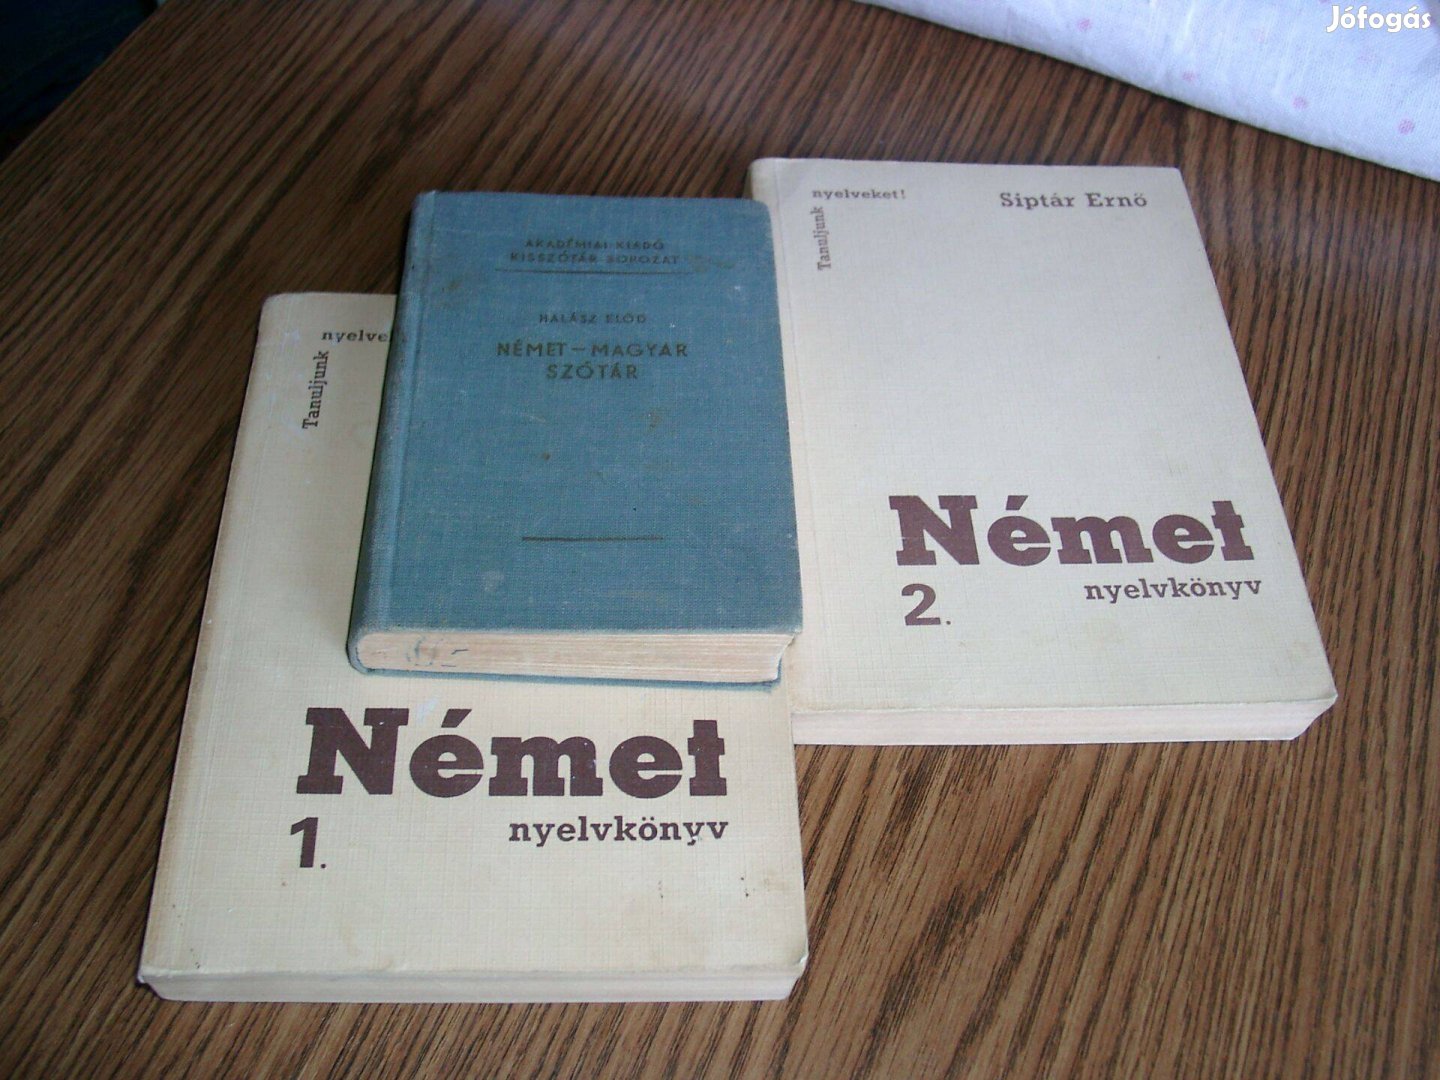 Jófogás
AKADÉMIAI KIADÓ
KISSZÓTÁR SOROZAT
HALÁSZ ELŐD
NÉMET–MAGYAR
SZÓTÁR
Tanuljunk
nyelveket!
Siptár Ernő
Német
2.
nyelvkönyv
Tanuljunk
nyelve
Német
1.
nyelvkönyv